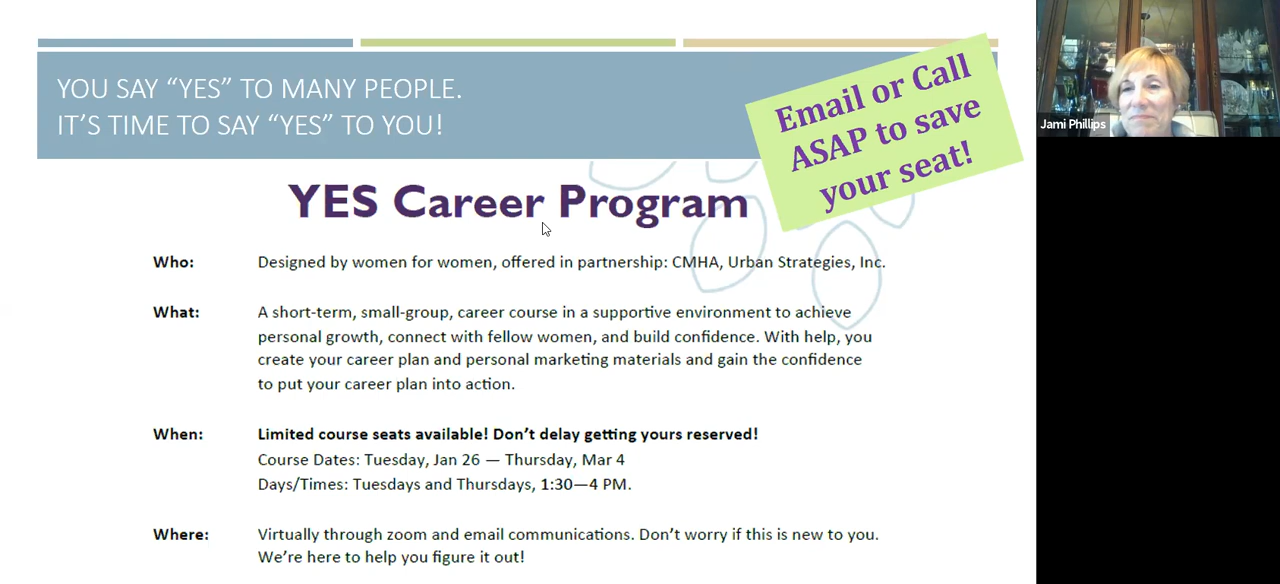 YOU SAY “YES” TO MANY PEOPLE.
IT’S TIME TO SAY “YES” TO YOU!
Email or Call
ASAP to save
your seat!
Jami Phillips
YES Career Program
Who: Designed by women for women, offered in partnership: CMHA, Urban Strategies, Inc.
What: A short-term, small-group, career course in a supportive environment to achieve
personal growth, connect with fellow women, and build confidence. With help, you
create your career plan and personal marketing materials and gain the confidence
to put your career plan into action.
When: Limited course seats available! Don’t delay getting yours reserved!
Course Dates: Tuesday, Jan 26 — Thursday, Mar 4
Days/Times: Tuesdays and Thursdays, 1:30—4 PM.
Where: Virtually through zoom and email communications. Don’t worry if this is new to you.
We’re here to help you figure it out!